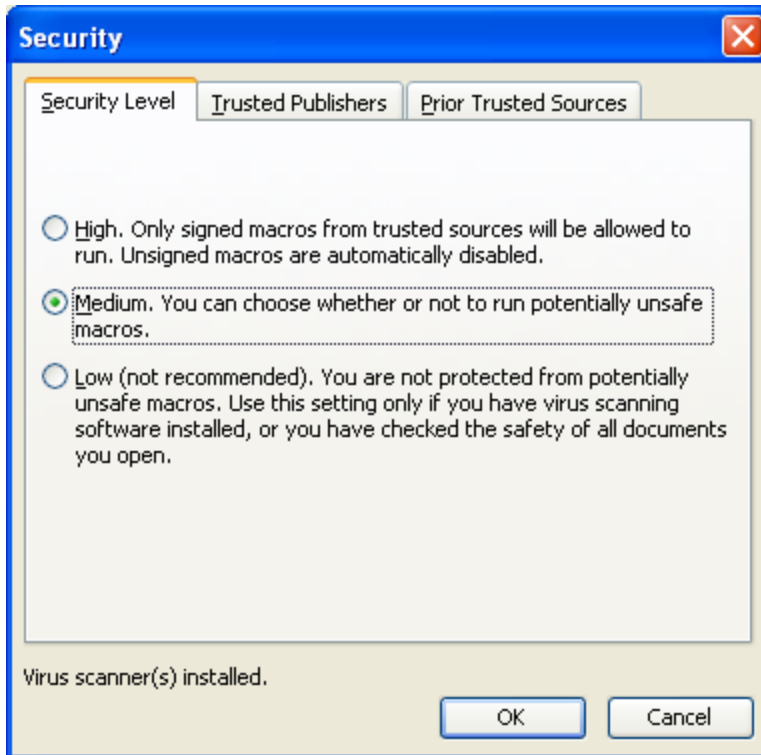 Security
Security Level
Trusted Publishers
Prior Trusted Sources
High. Only signed macros from trusted sources will be allowed to
run. Unsigned macros are automatically disabled.
Medium. You can choose whether or not to run potentially unsafe
macros.
Low (not recommended). You are not protected from potentially
unsafe macros. Use this setting only if you have virus scanning
software installed, or you have checked the safety of all documents
you open.
Virus scanner(s) installed.
OK
Cancel